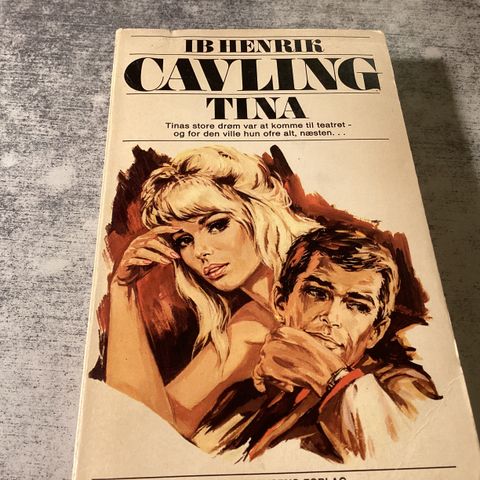 IB HENRIK
CAVLING
TINA
Tinas store drøm var at komme til teatret -
og for den ville hun ofre alt, næsten. . .